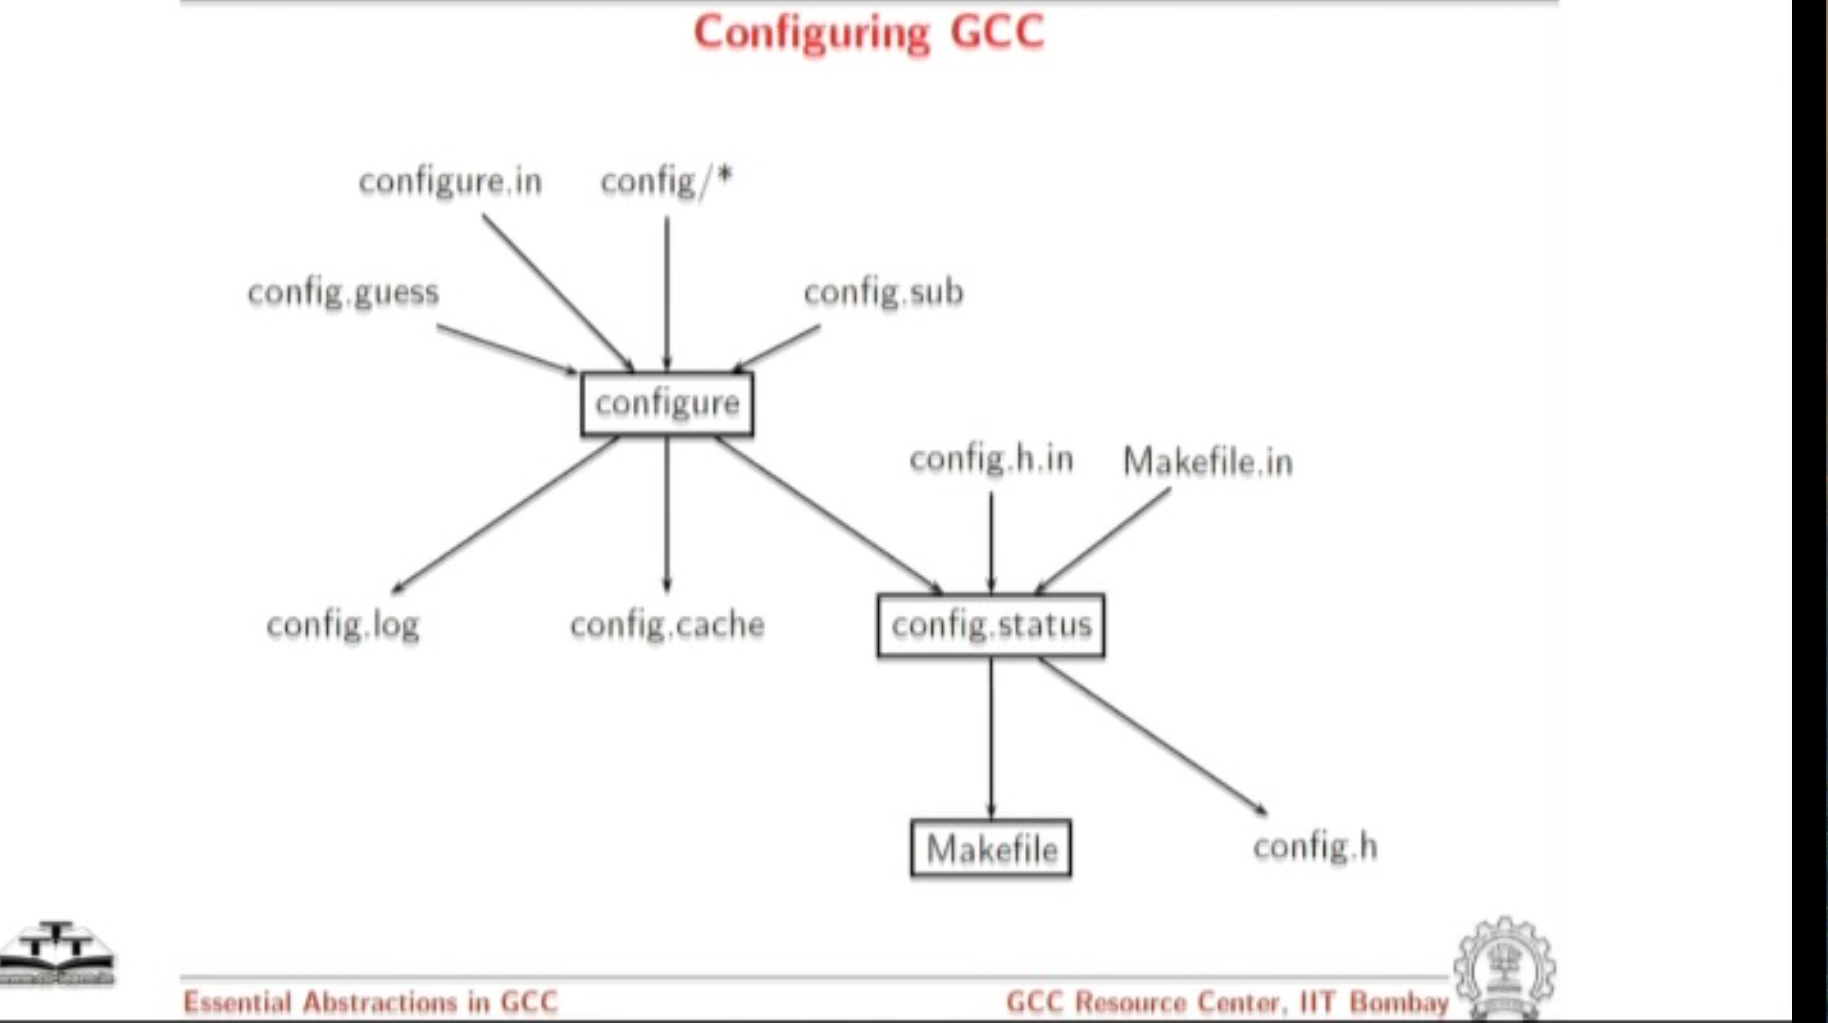 Configuring GCC
configure.in config/*
config.guess config.sub
configure
config.h.in Makefile.in
config.log config.cache config.status
Makefile config.h
Essential Abstractions in GCC GCC Resource Center, IIT Bombay